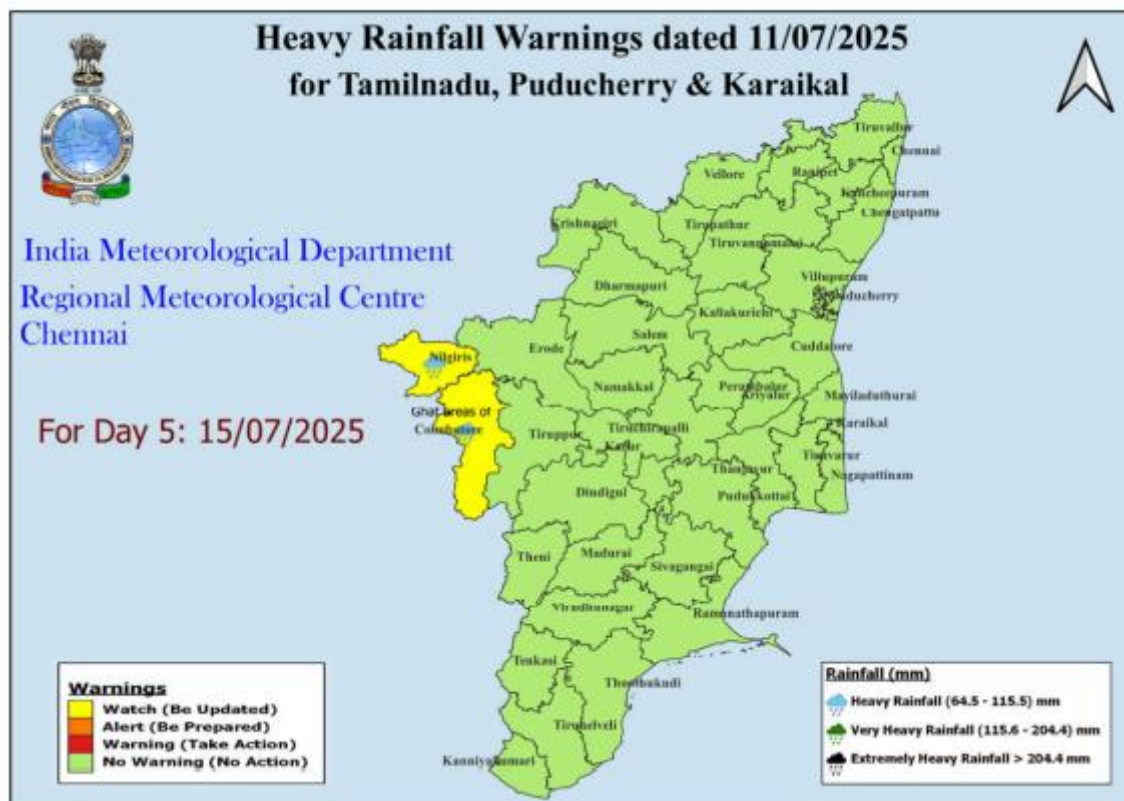 Heavy Rainfall Warnings dated 11/07/2025
for Tamilnadu, Puducherry & Karaikal
India Meteorological Department
Regional Meteorological Centre
Chennai
For Day 5: 15/07/2025
Tiruvallur
Chennai
Vellore
Ranipet
Kancheepuram
Chengalpattu
Krishnagiri
Tirupathur
Tiruvannamalai
Dharmapuri
Villupuram
Puducherry
Kallakurichi
Salem
Cuddalore
Nilgiris
Erode
Namakkal
Perambalur
Ariyalur
Mayiladuthurai
Ghat areas of
Coimbatore
Tiruppur
Tiruchirapalli
Karur
Karaikal
Tiruvarur
Nagapattinam
Thanjavur
Dindigul
Pudukkottai
Theni
Madurai
Sivagangai
Virudhunagar
Ramanathapuram
Tenkasi
Thoothukudi
Tirunelveli
Kanniyakumari
Warnings
Watch (Be Updated)
Alert (Be Prepared)
Warning (Take Action)
No Warning (No Action)
Rainfall (mm)
Heavy Rainfall (64.5 - 115.5) mm
Very Heavy Rainfall (115.6 - 204.4) mm
Extremely Heavy Rainfall > 204.4 mm